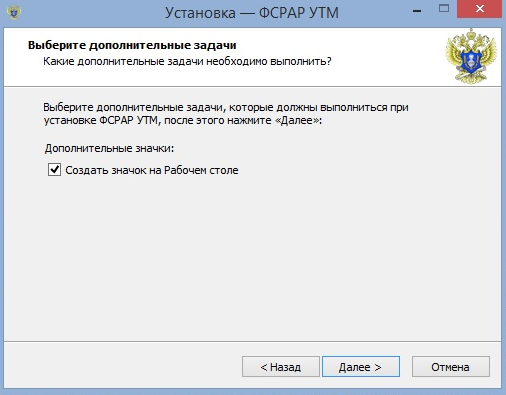 Установка — ФСРАР УТМ
Выберите дополнительные задачи
Какие дополнительные задачи необходимо выполнить?
Выберите дополнительные задачи, которые должны выполниться при
установке ФСРАР УТМ, после этого нажмите «Далее»:
Дополнительные значки:
Создать значок на Рабочем столе
< Назад
Далее >
Отмена